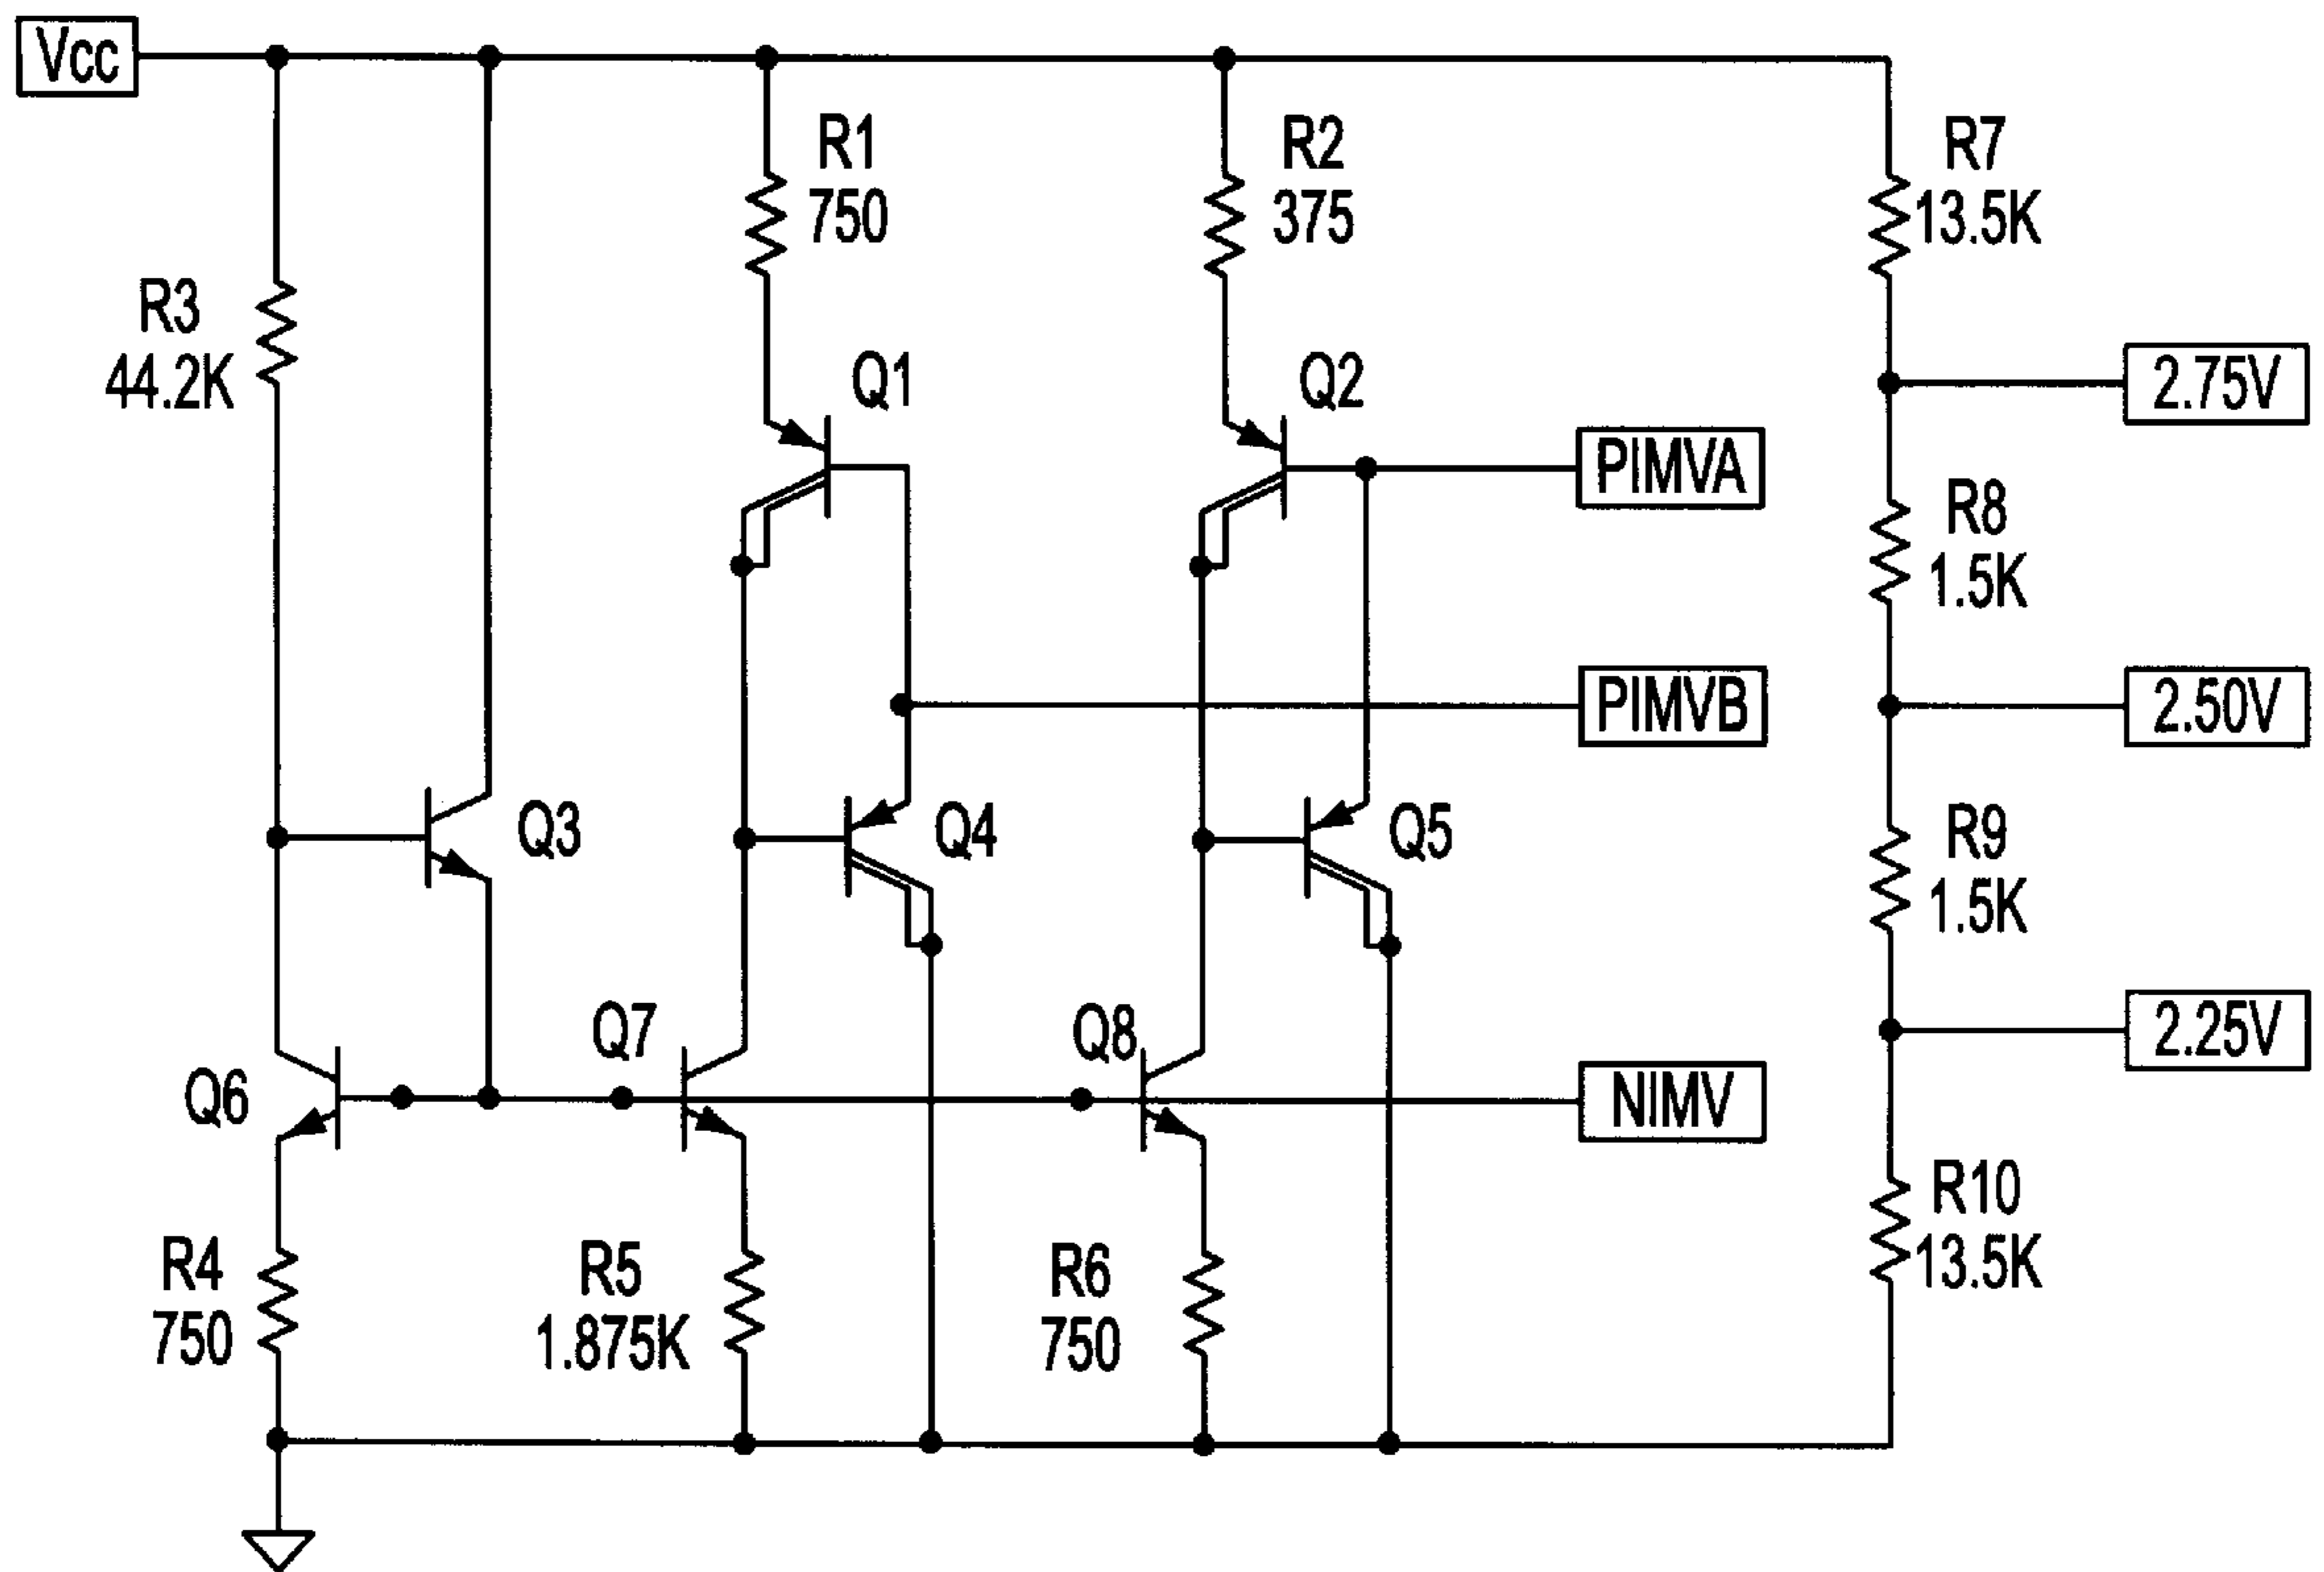 Vcc
R1
750
R2
375
R7
13.5K
R3
44.2K
Q1
Q2
2.75V
PIMVA
R8
1.5K
PIMVB
2.50V
Q3
Q4
Q5
R9
1.5K
Q7
Q8
2.25V
Q6
NIMV
R4
750
R5
1.875K
R6
750
R10
13.5K